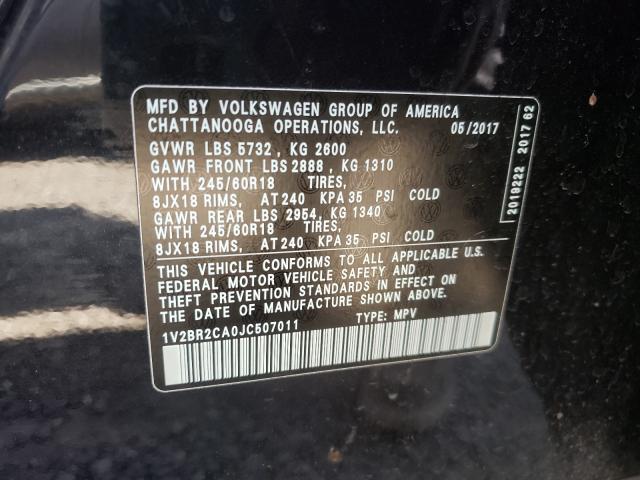 MFD BY VOLKSWAGEN GROUP OF AMERICA
CHATTANOOGA OPERATIONS, LLC. 05/2017
GVWR LBS 5732 , KG 2600
GAWR FRONT LBS 2888 , KG 1310
WITH 245/60R18 TIRES,
8JX18 RIMS, AT 240 KPA 35 PSI COLD
GAWR REAR LBS 2954, KG 1340
WITH 245/60R18 TIRES,
8JX18 RIMS, AT 240 KPA 35 PSI COLD
THIS VEHICLE CONFORMS TO ALL APPLICABLE U.S.
FEDERAL MOTOR VEHICLE SAFETY AND
THEFT PREVENTION STANDARDS IN EFFECT ON
THE DATE OF MANUFACTURE SHOWN ABOVE.
1V2BR2CA0JC507011 TYPE: MPV
2019222 2017 62